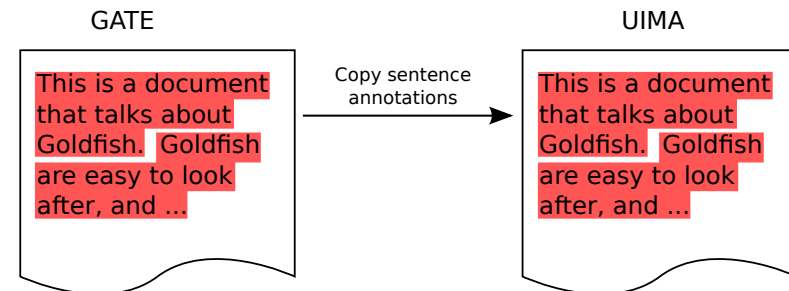 GATE
UIMA
This is a document
that talks about
Goldfish. Goldfish
are easy to look
after, and ...
Copy sentence
annotations
This is a document
that talks about
Goldfish. Goldfish
are easy to look
after, and ...